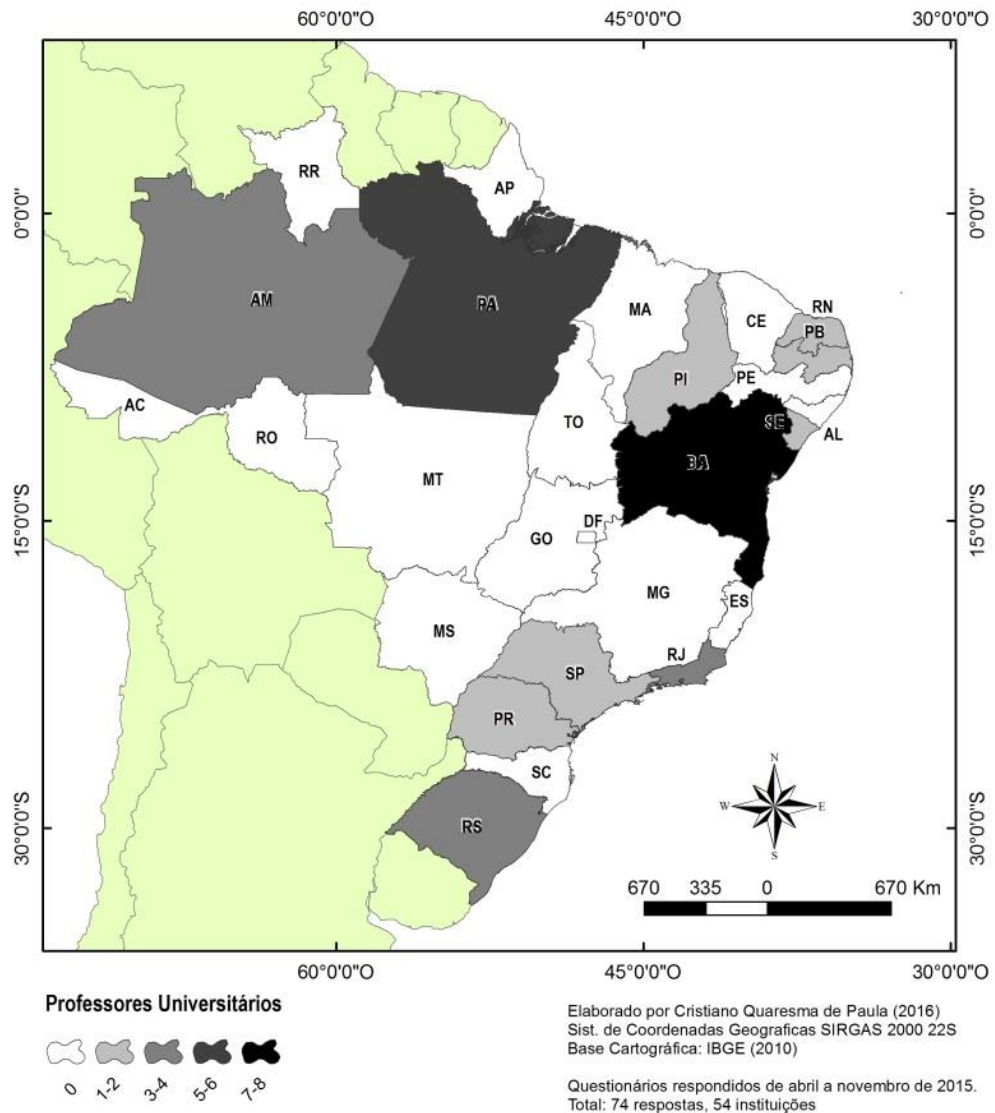 60°0'0"O 45°0'0"O 30°0'0"O
0°0'0" 0°0'0"
RR
AP
AM
PA
MA
CE
RN
PB
PI
PE
AC
TO
SE
AL
RO
BA
MT
15°0'0"S 15°0'0"S
DF
GO
MG
ES
MS
RJ
SP
PR
SC
N
W E
S
RS
30°0'0"S 30°0'0"S
670 335 0 670 Km
60°0'0"O 45°0'0"O 30°0'0"O
Professores Universitários
0 1-2 3-4 5-6 7-8
Elaborado por Cristiano Quaresma de Paula (2016)
Sist. de Coordenadas Geograficas SIRGAS 2000 22S
Base Cartográfica: IBGE (2010)
Questionários respondidos de abril a novembro de 2015.
Total: 74 respostas, 54 instituições